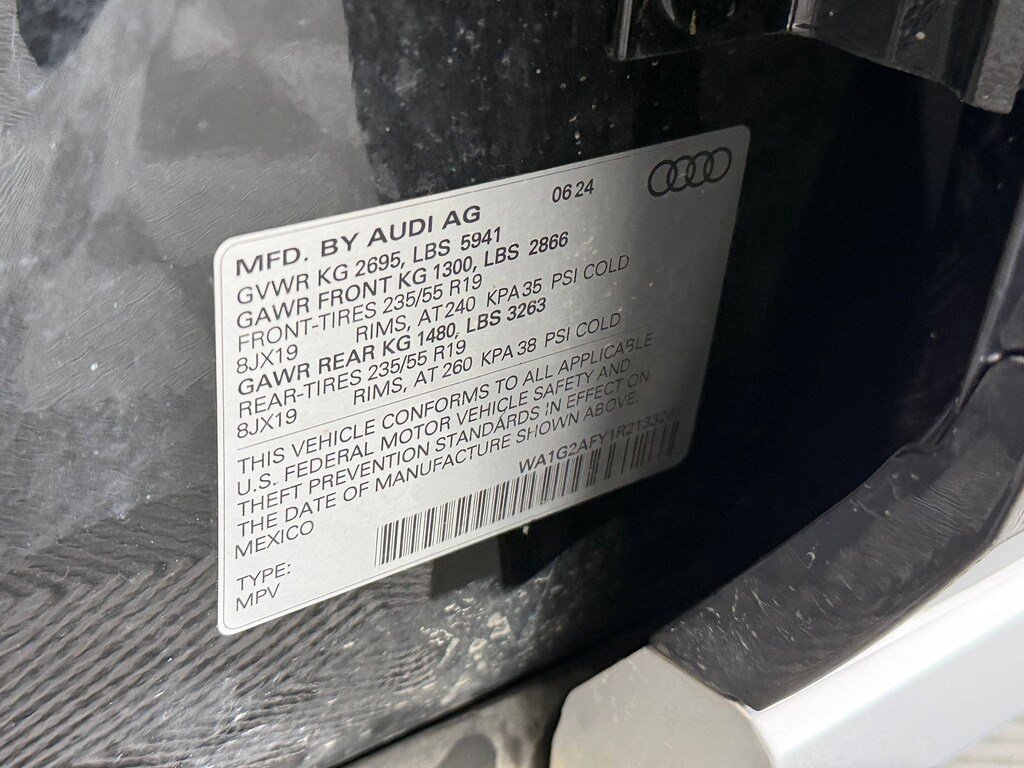 MFD. BY AUDI AG 06 24
GVWR KG 2695, LBS 5941
GAWR FRONT KG 1300, LBS 2866
FRONT-TIRES 235/55 R19
8JX19 RIMS, AT 240 KPA 35 PSI COLD
GAWR REAR KG 1480, LBS 3263
REAR-TIRES 235/55 R19
8JX19 RIMS, AT 260 KPA 38 PSI COLD
THIS VEHICLE CONFORMS TO ALL APPLICABLE
U.S. FEDERAL MOTOR VEHICLE SAFETY AND
THEFT PREVENTION STANDARDS IN EFFECT ON
THE DATE OF MANUFACTURE SHOWN ABOVE.
MEXICO
TYPE:
MPV